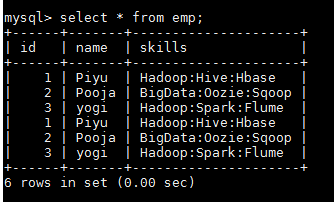 mysql> select * from emp;
+------+-------+----------------------+
| id   | name  | skills               |
+------+-------+----------------------+
|    1 | Piyu  | Hadoop:Hive:Hbase    |
|    2 | Pooja | BigData:Oozie:Sqoop  |
|    3 | yogi  | Hadoop:Spark:Flume   |
|    1 | Piyu  | Hadoop:Hive:Hbase    |
|    2 | Pooja | BigData:Oozie:Sqoop  |
|    3 | yogi  | Hadoop:Spark:Flume   |
+------+-------+----------------------+
6 rows in set (0.00 sec)